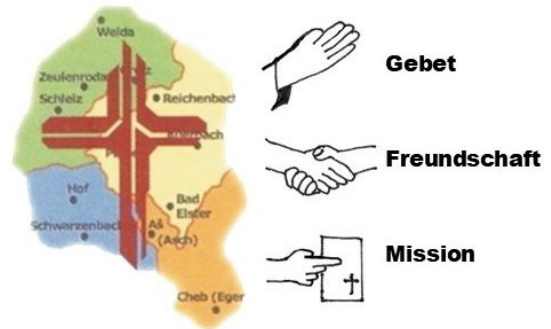 Weida
Zeulenroda
Schleiz
Reichenbach
Hof
Bad
Elster
Schwarzenbach
Aš
(Asch)
Cheb (Eger
Gebet
Freundschaft
Mission